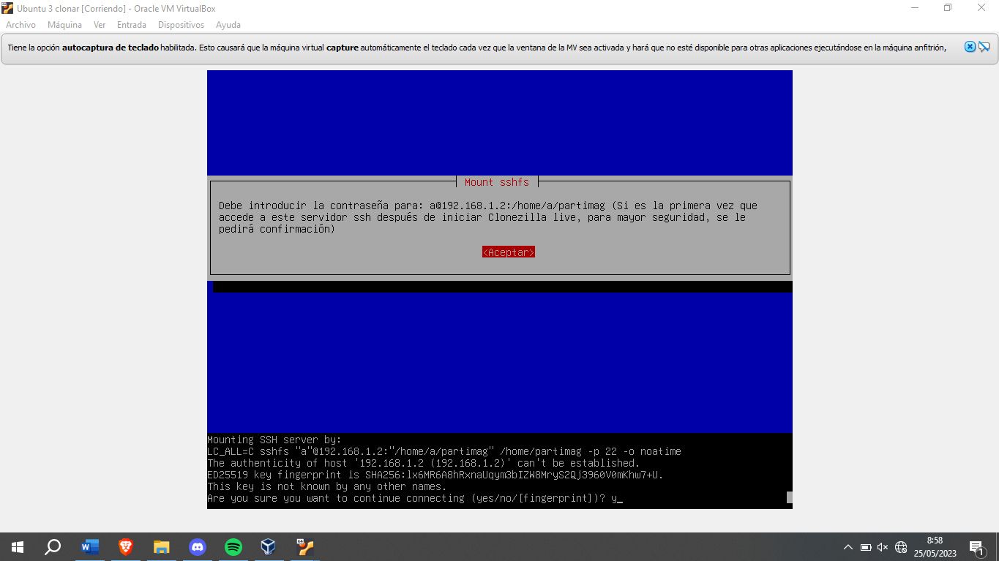 Ubuntu 3 clonar [Corriendo] - Oracle VM VirtualBox
Archivo Máquina Ver Entrada Dispositivos Ayuda
Tiene la opción autocaptura de teclado habilitada. Esto causará que la máquina virtual capture automáticamente el teclado cada vez que la ventana de la MV sea activada y hará que no esté disponible para otras aplicaciones ejecutándose en la máquina anfitrión,
Mount sshfs
Debe introducir la contraseña para: a@192.168.1.2:/home/a/partimag (Si es la primera vez que
accede a este servidor ssh después de iniciar Clonezilla live, para mayor seguridad, se le
pedirá confirmación)
<Aceptar>
Mounting SSH server by:
LC_ALL=C sshfs "a"@192.168.1.2:"/home/a/partimag" /home/partimag -p 22 -o noatime
The authenticity of host '192.168.1.2 (192.168.1.2)' can't be established.
ED25519 key fingerprint is SHA256:lx6MR6A8hRxnaUqym3bIZW8MryS2Qj3960V0mKhw7+U.
This key is not known by any other names.
Are you sure you want to continue connecting (yes/no/[fingerprint])? y_
8:58
25/05/2023
1